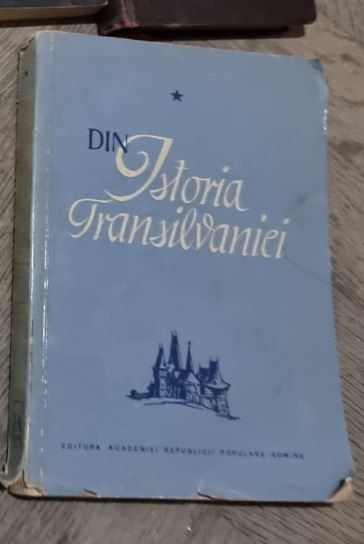 DIN
Istoria
Transilvaniei
EDITURA ACADEMIEI REPUBLICII POPULARE ROMÎNE